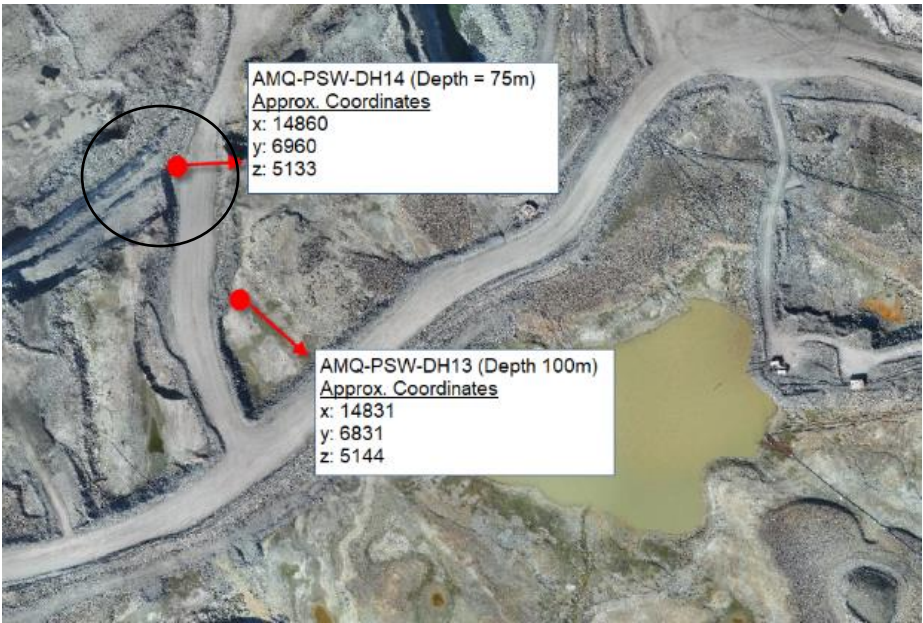 AMQ-PSW-DH14 (Depth = 75m)
Approx. Coordinates
x: 14860
y: 6960
z: 5133
AMQ-PSW-DH13 (Depth 100m)
Approx. Coordinates
x: 14831
y: 6831
z: 5144